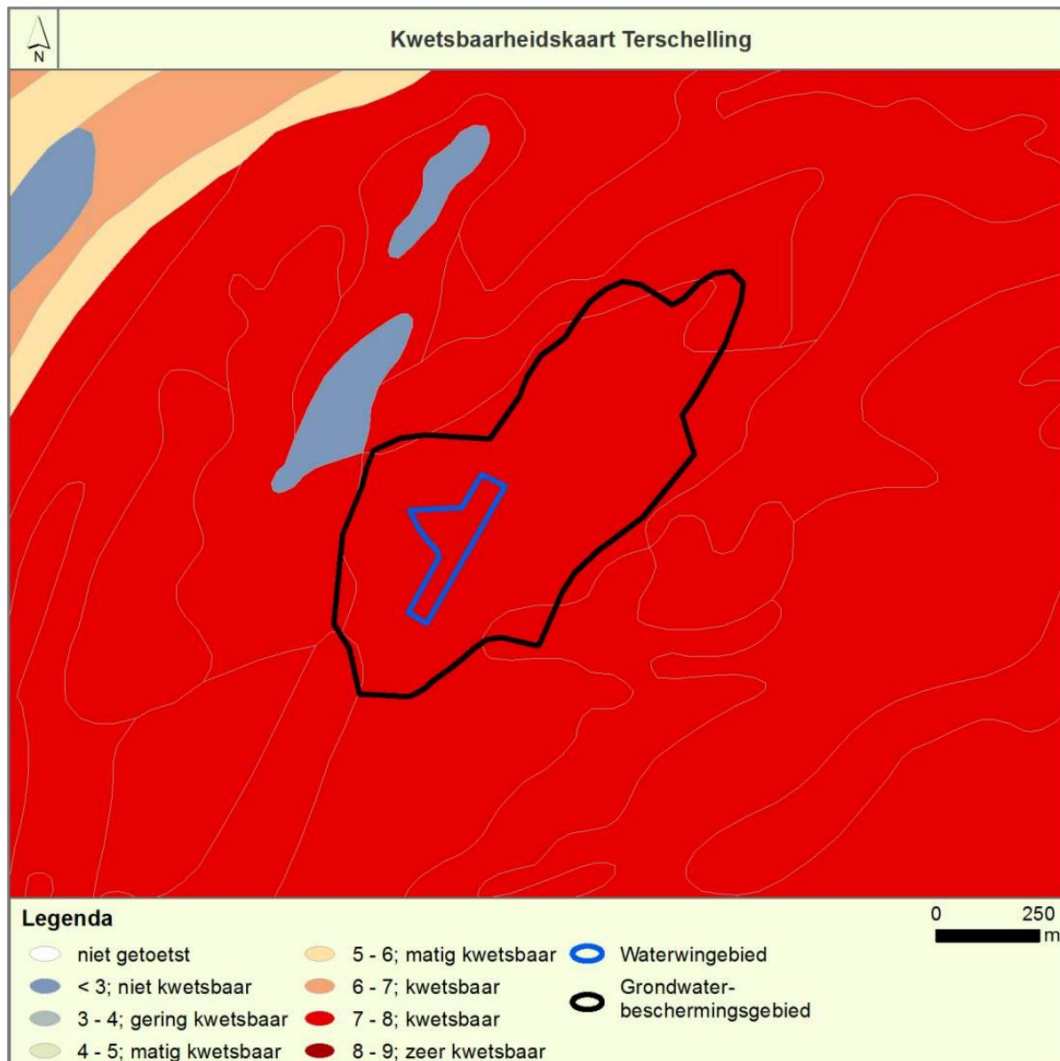 N
Kwetsbaarheidskaart Terschelling
Legenda
niet getoetst
< 3; niet kwetsbaar
3 - 4; gering kwetsbaar
4 - 5; matig kwetsbaar
5 - 6; matig kwetsbaar
6 - 7; kwetsbaar
7 - 8; kwetsbaar
8 - 9; zeer kwetsbaar
Waterwingebied
Grondwater-
beschermingsgebied
0 250
m